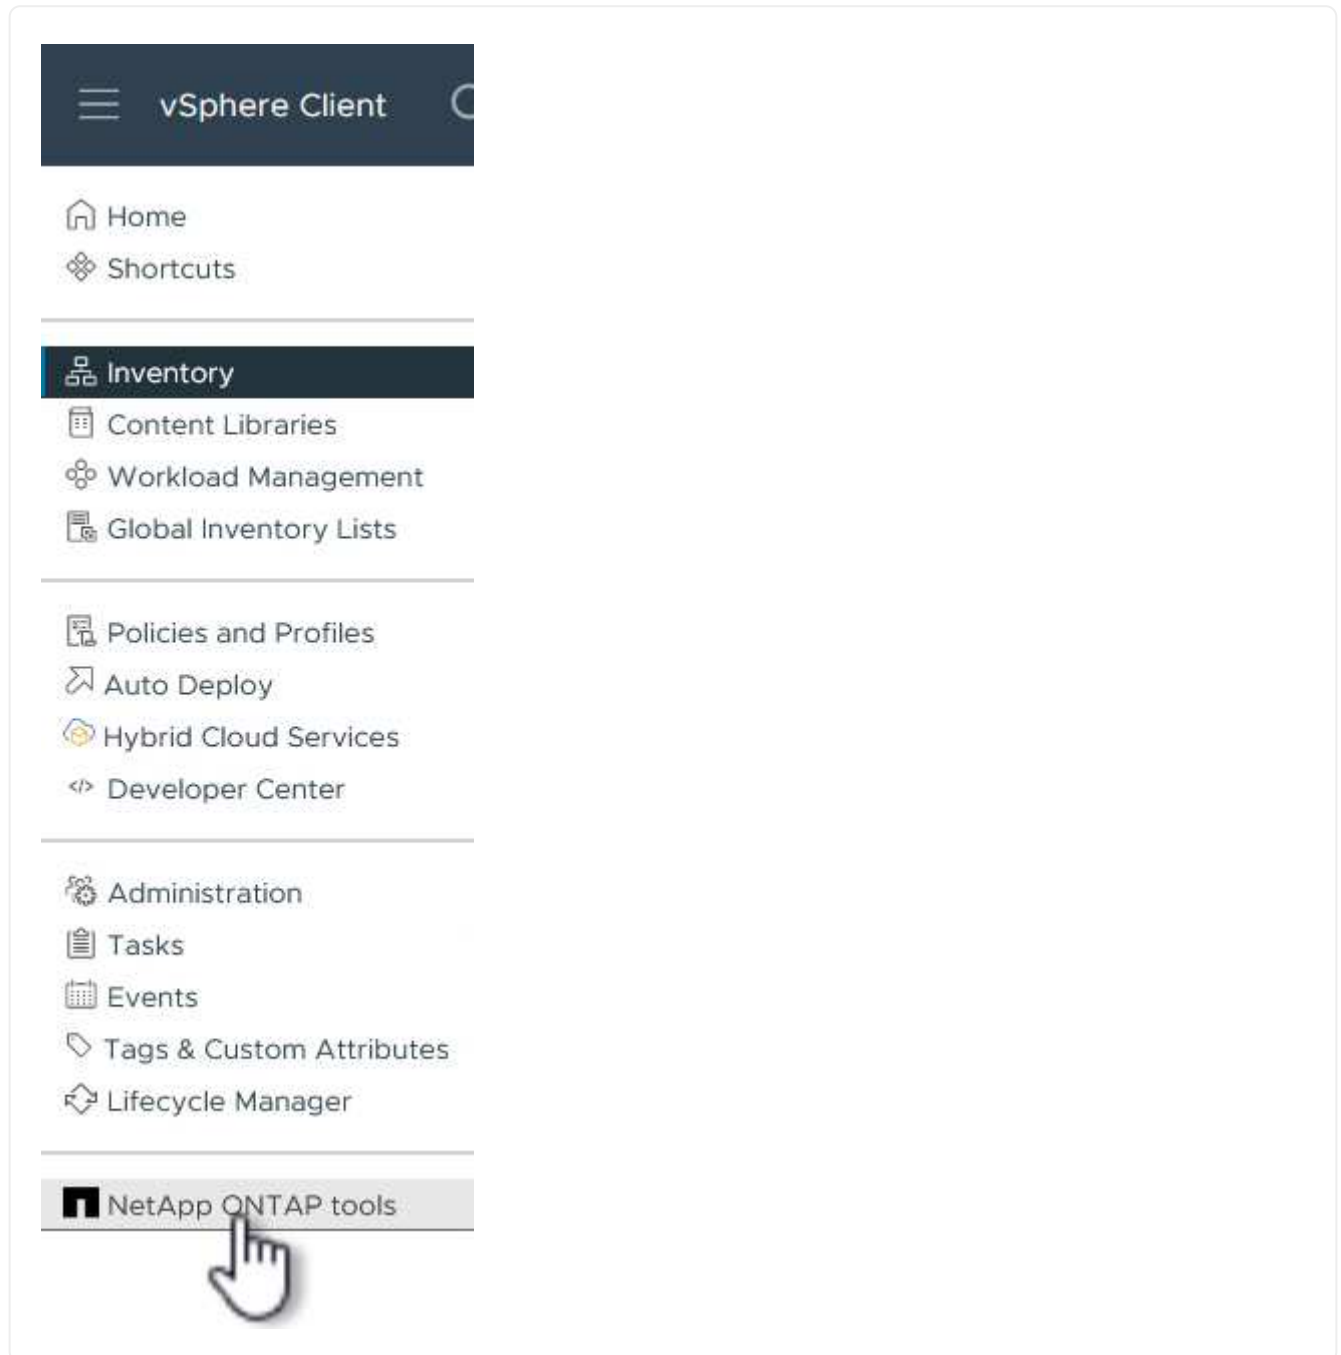 vSphere Client
Home
Shortcuts
Inventory
Content Libraries
Workload Management
Global Inventory Lists
Policies and Profiles
Auto Deploy
Hybrid Cloud Services
Developer Center
Administration
Tasks
Events
Tags & Custom Attributes
Lifecycle Manager
NetApp ONTAP tools